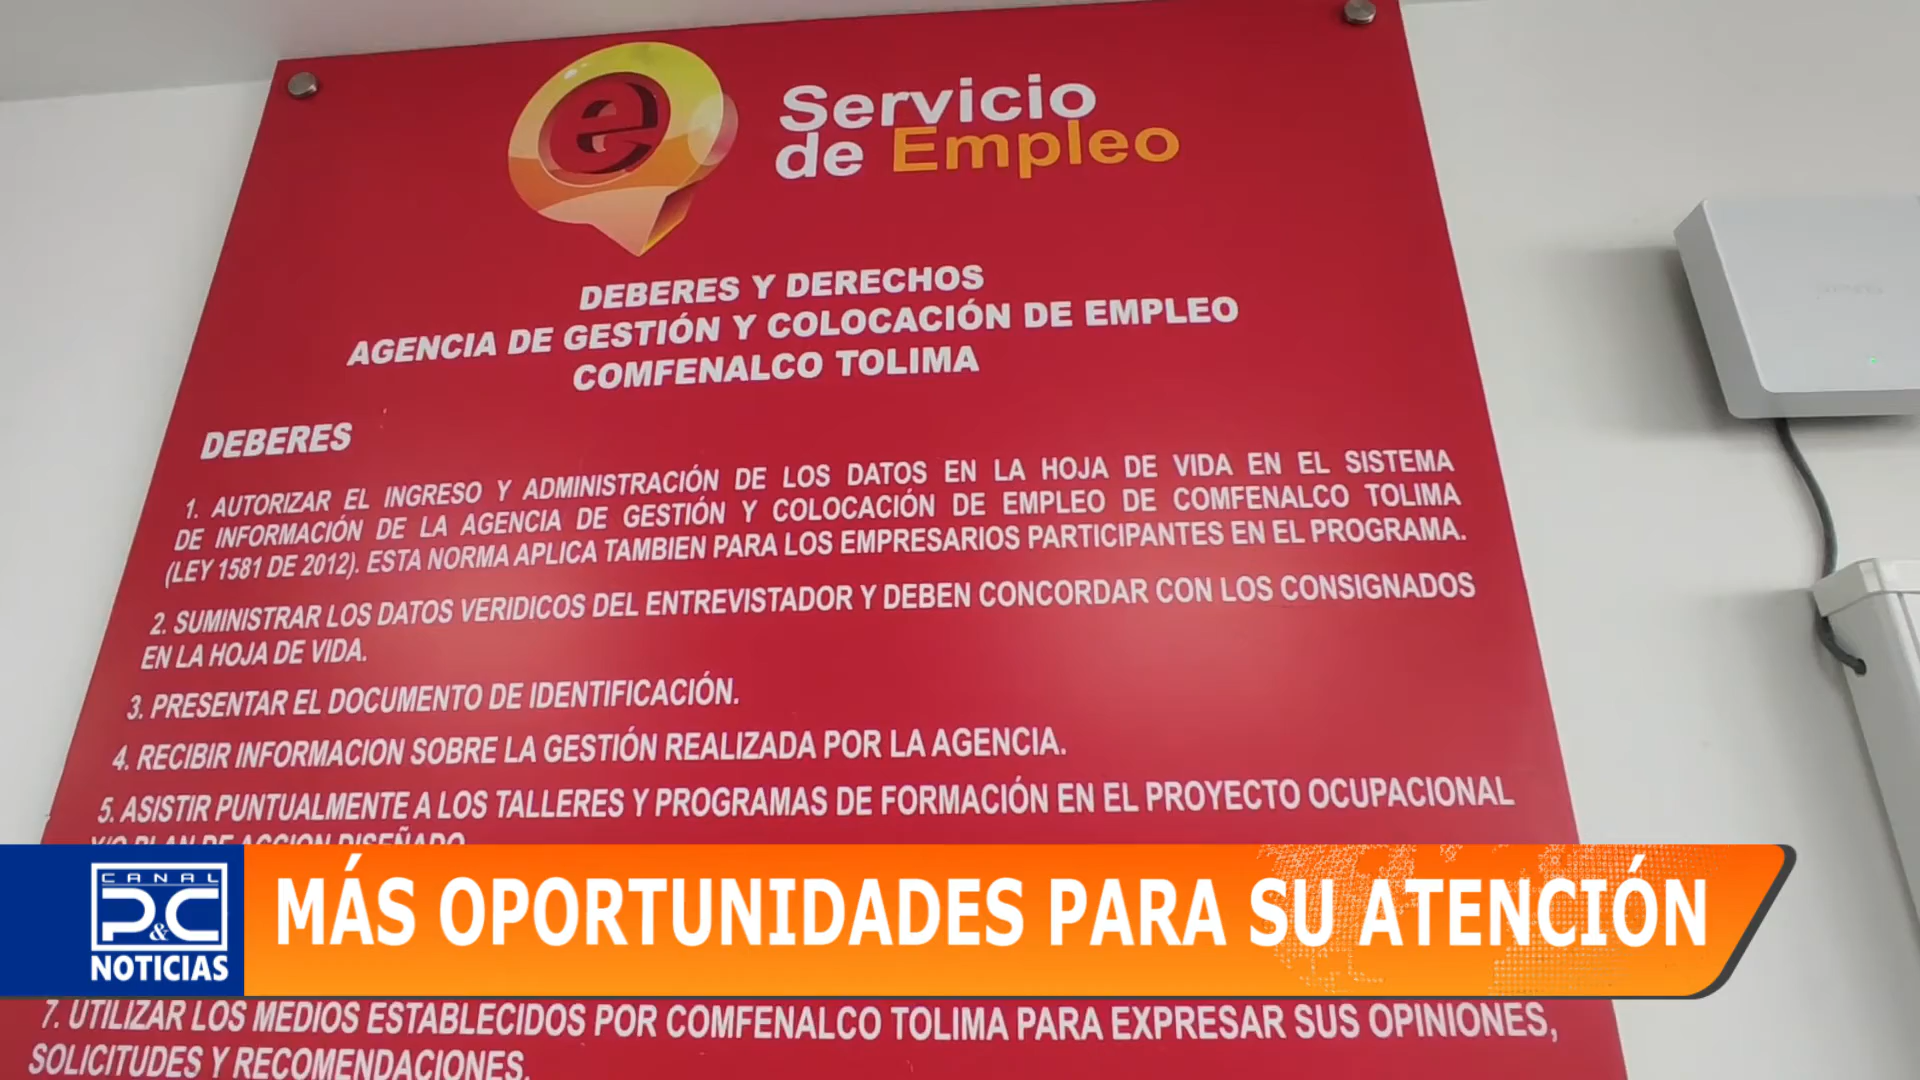 e
Servicio
de Empleo
DEBERES Y DERECHOS
AGENCIA DE GESTIÓN Y COLOCACIÓN DE EMPLEO
COMFENALCO TOLIMA
DEBERES
1. AUTORIZAR EL INGRESO Y ADMINISTRACIÓN DE LOS DATOS EN LA HOJA DE VIDA EN EL SISTEMA
DE INFORMACIÓN DE LA AGENCIA DE GESTIÓN Y COLOCACIÓN DE EMPLEO DE COMFENALCO TOLIMA
(LEY 1581 DE 2012). ESTA NORMA APLICA TAMBIEN PARA LOS EMPRESARIOS PARTICIPANTES EN EL PROGRAMA.
2. SUMINISTRAR LOS DATOS VERIDICOS DEL ENTREVISTADOR Y DEBEN CONCORDAR CON LOS CONSIGNADOS
EN LA HOJA DE VIDA.
3. PRESENTAR EL DOCUMENTO DE IDENTIFICACIÓN.
4. RECIBIR INFORMACION SOBRE LA GESTIÓN REALIZADA POR LA AGENCIA.
5. ASISTIR PUNTUALMENTE A LOS TALLERES Y PROGRAMAS DE FORMACIÓN EN EL PROYECTO OCUPACIONAL
Y/O PLAN DE ACCION DISEÑADO
CANAL
P&C
NOTICIAS
MÁS OPORTUNIDADES PARA SU ATENCIÓN
7. UTILIZAR LOS MEDIOS ESTABLECIDOS POR COMFENALCO TOLIMA PARA EXPRESAR SUS OPINIONES,
SOLICITUDES Y RECOMENDACIONES.